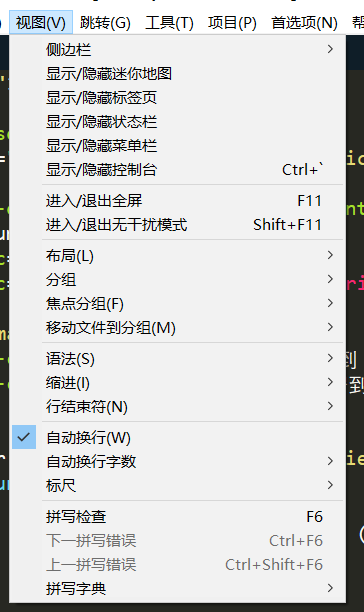 视图(V) 跳转(G) 工具(T) 项目(P) 首选项(N) 帮
侧边栏
显示/隐藏迷你地图
显示/隐藏标签页
显示/隐藏状态栏
显示/隐藏菜单栏
显示/隐藏控制台 Ctrl+`
进入/退出全屏 F11
进入/退出无干扰模式 Shift+F11
布局(L)
分组
焦点分组(F)
移动文件到分组(M)
语法(S)
缩进(I)
行结束符(N)
自动换行(W)
自动换行字数
标尺
拼写检查 F6
下一拼写错误 Ctrl+F6
上一拼写错误 Ctrl+Shift+F6
拼写字典